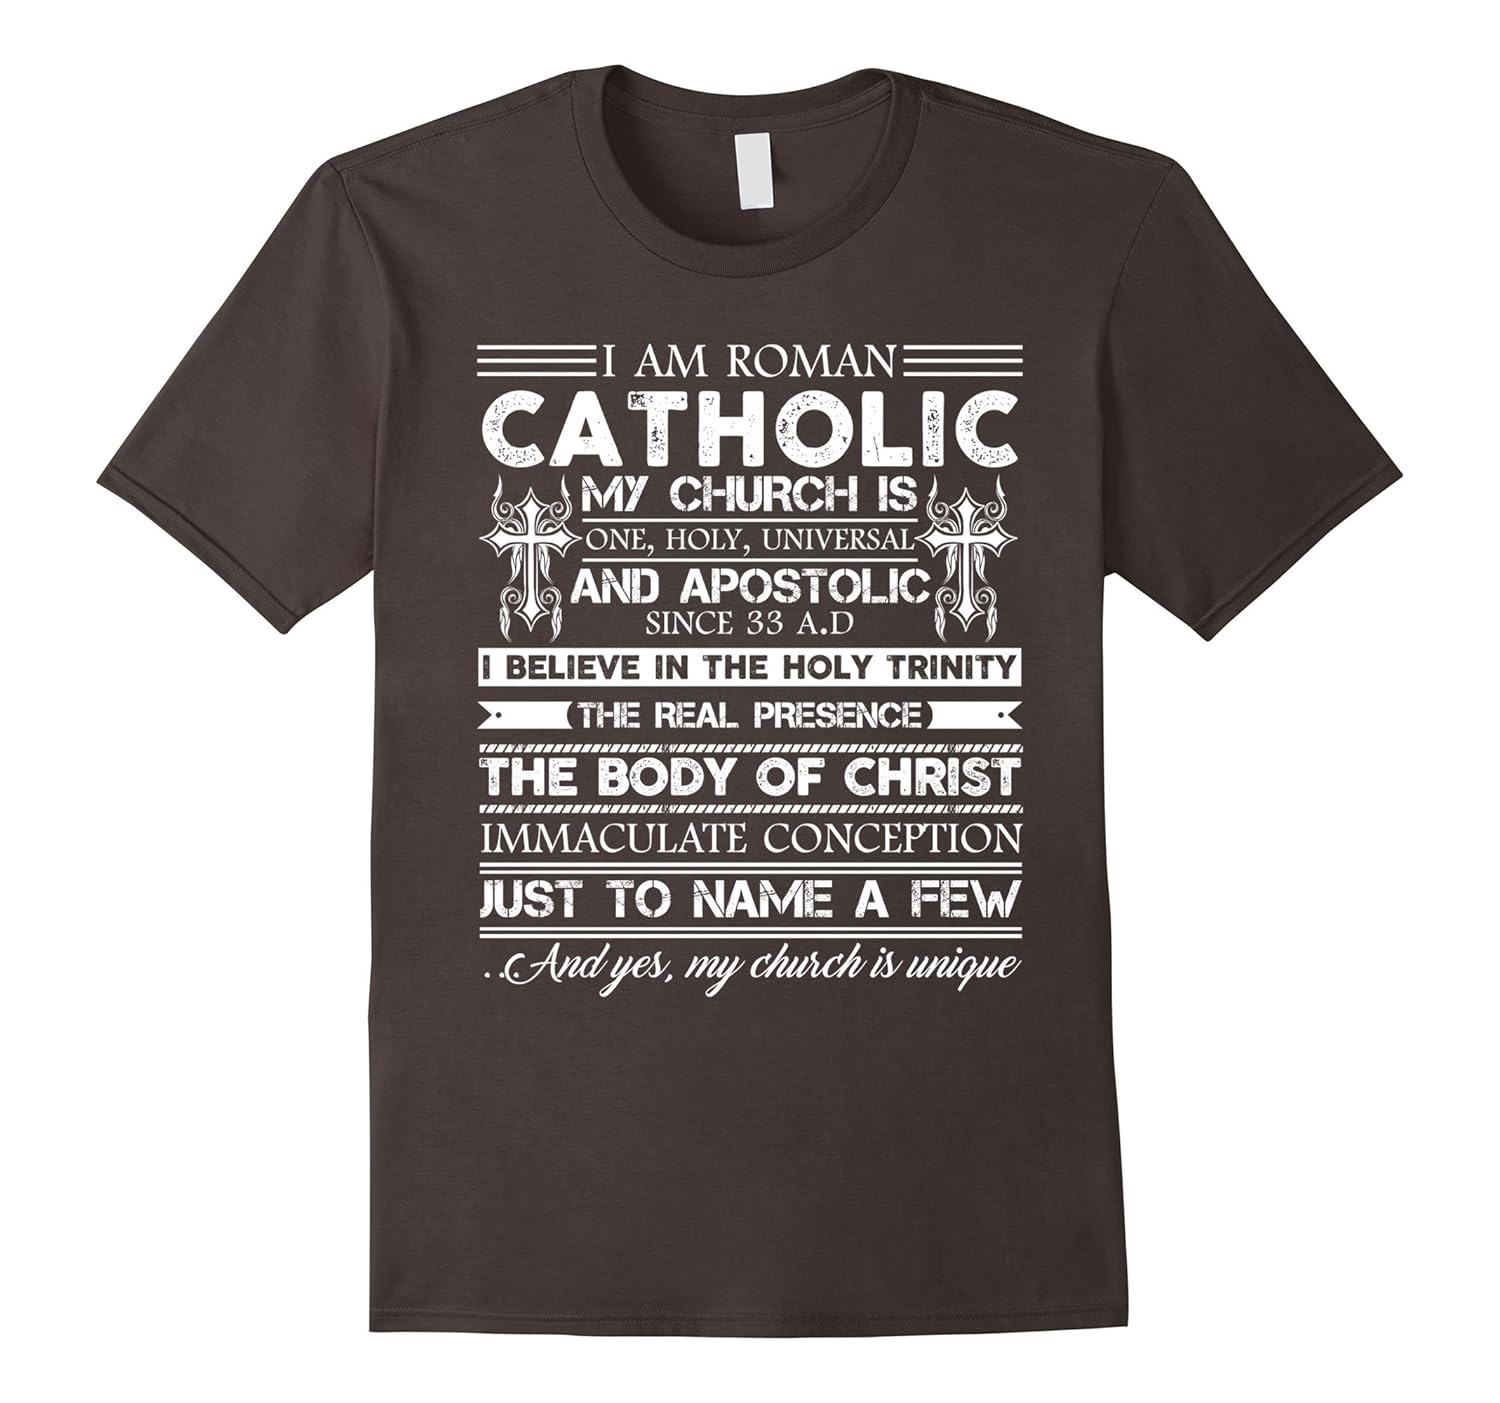 I AM ROMAN
CATHOLIC
MY CHURCH IS
ONE, HOLY, UNIVERSAL
AND APOSTOLIC
SINCE 33 A.D
I BELIEVE IN THE HOLY TRINITY
THE REAL PRESENCE
THE BODY OF CHRIST
IMMACULATE CONCEPTION
JUST TO NAME A FEW
...And yes, my church is unique